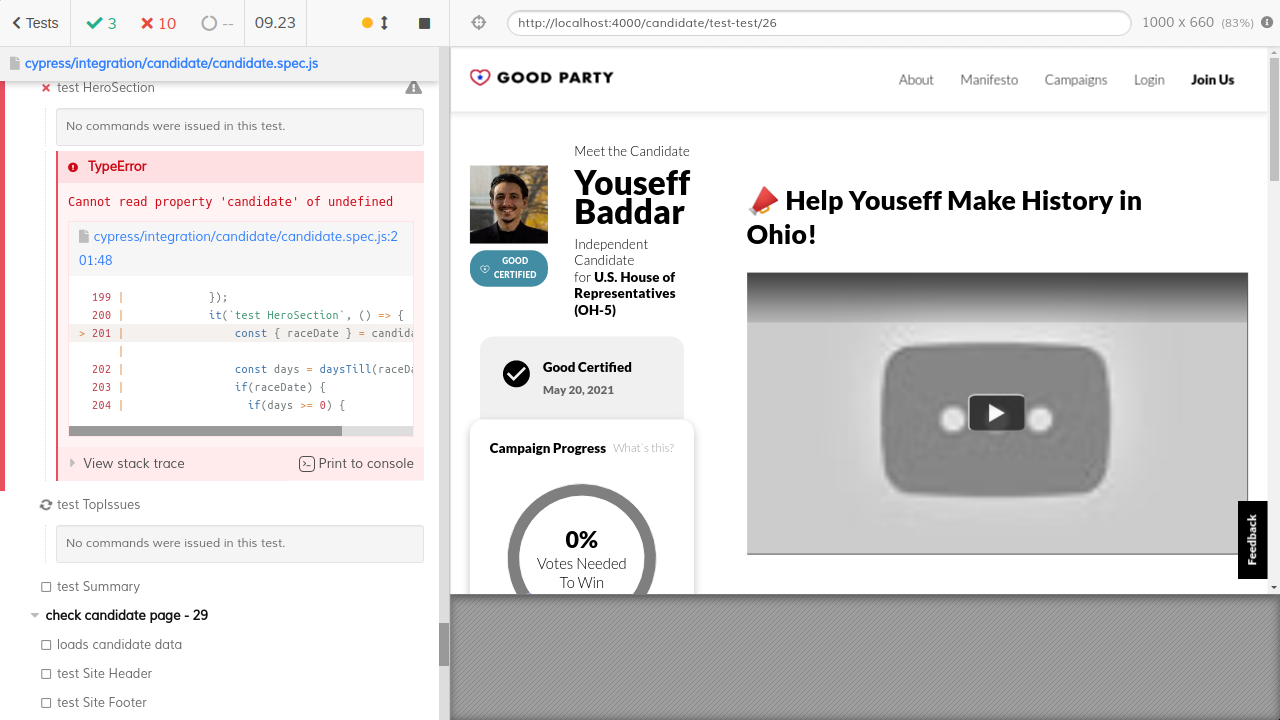 Tests
3
10
--
09.23
http://localhost:4000/candidate/test-test/26
1000 x 660 (83%)
cypress/integration/candidate/candidate.spec.js
test HeroSection
No commands were issued in this test.
TypeError
Cannot read property 'candidate' of undefined
cypress/integration/candidate/candidate.spec.js:2
01:48
199 | });
200 | it(`test HeroSection`, () => {
> 201 | const { raceDate } = candida
|
202 | const days = daysTill(raceDa
203 | if(raceDate) {
204 | if(days >= 0) {
View stack trace
Print to console
test TopIssues
No commands were issued in this test.
test Summary
check candidate page - 29
loads candidate data
test Site Header
test Site Footer
GOOD PARTY
About
Manifesto
Campaigns
Login
Join Us
Meet the Candidate
Youseff
Baddar
GOOD
CERTIFIED
Independent
Candidate
for U.S. House of
Representatives
(OH-5)
Good Certified
May 20, 2021
Campaign Progress What's this?
0%
Votes Needed
To Win
Help Youseff Make History in
Ohio!
Feedback